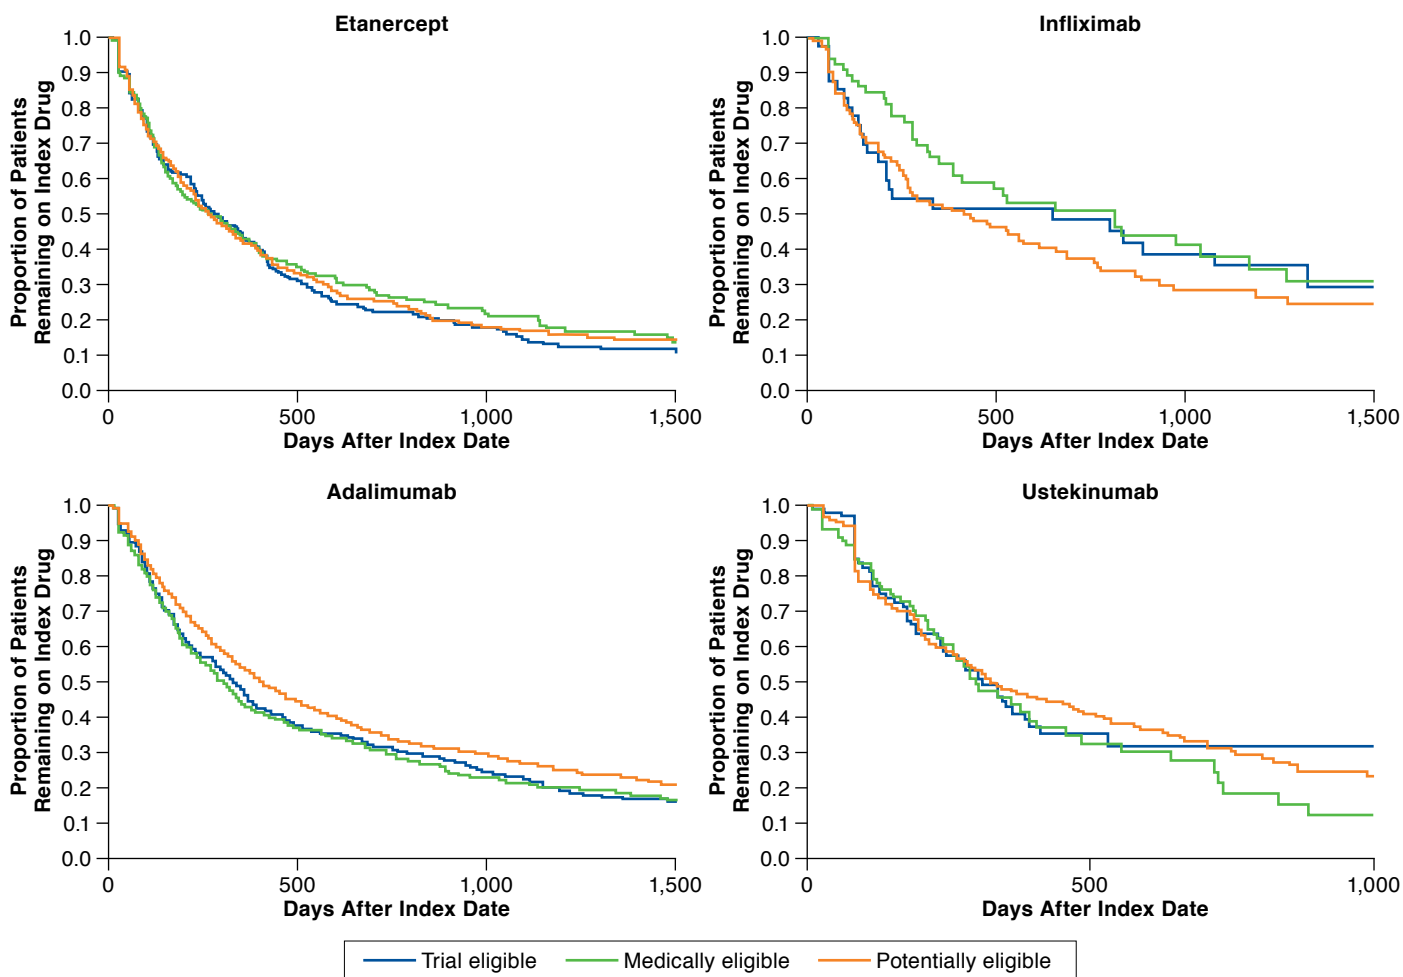 Etanercept
Proportion of Patients
Remaining on Index Drug
1.0
0.9
0.8
0.7
0.6
0.5
0.4
0.3
0.2
0.1
0.0
0 500 1,000 1,500
Days After Index Date
Infliximab
Proportion of Patients
Remaining on Index Drug
1.0
0.9
0.8
0.7
0.6
0.5
0.4
0.3
0.2
0.1
0.0
0 500 1,000 1,500
Days After Index Date
Adalimumab
Proportion of Patients
Remaining on Index Drug
1.0
0.9
0.8
0.7
0.6
0.5
0.4
0.3
0.2
0.1
0.0
0 500 1,000 1,500
Days After Index Date
Ustekinumab
Proportion of Patients
Remaining on Index Drug
1.0
0.9
0.8
0.7
0.6
0.5
0.4
0.3
0.2
0.1
0.0
0 500 1,000
Days After Index Date
Trial eligible Medically eligible Potentially eligible